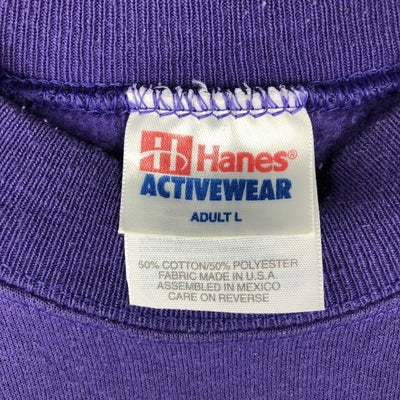 Hanes®
ACTIVEWEAR
ADULT L
50% COTTON/50% POLYESTER
FABRIC MADE IN U.S.A.
ASSEMBLED IN MEXICO
CARE ON REVERSE